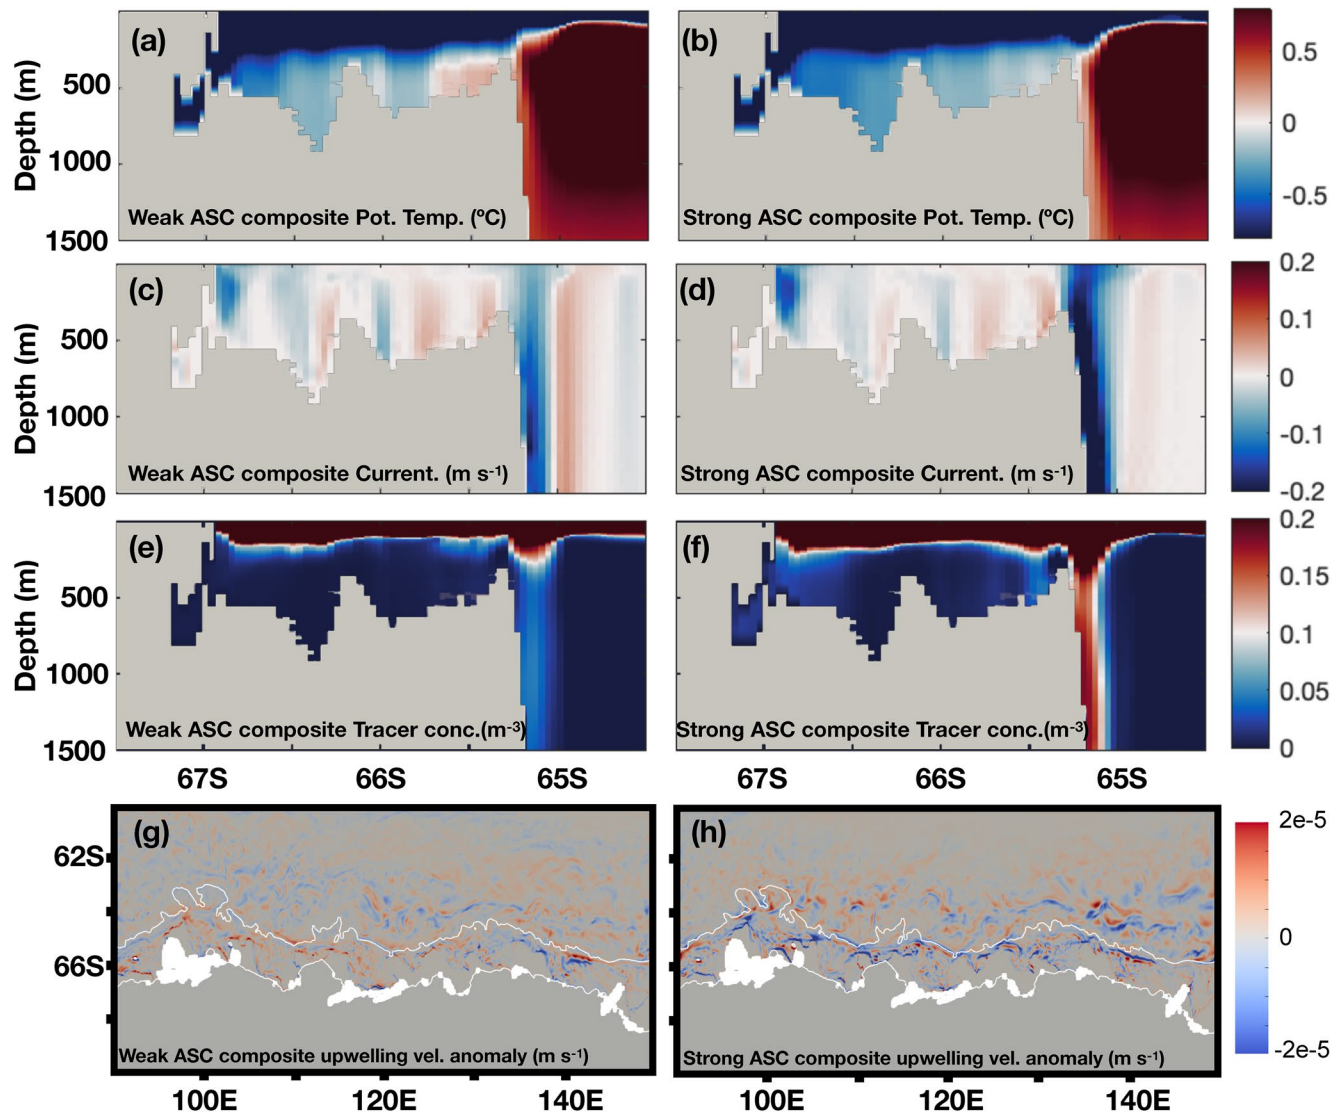 (a)
(b)
Depth (m)
500
1000
1500
Weak ASC composite Pot. Temp. (ºC)
Strong ASC composite Pot. Temp. (ºC)
0.5
0
-0.5
(c)
(d)
Depth (m)
500
1000
1500
Weak ASC composite Current. (m s-1)
Strong ASC composite Current. (m s-1)
0.2
0.1
0
-0.1
-0.2
(e)
(f)
Depth (m)
500
1000
1500
Weak ASC composite Tracer conc.(m-3)
Strong ASC composite Tracer conc.(m-3)
0.2
0.15
0.1
0.05
0
67S 66S 65S
67S 66S 65S
(g)
(h)
62S
66S
Weak ASC composite upwelling vel. anomaly (m s-1)
Strong ASC composite upwelling vel. anomaly (m s-1)
2e-5
0
-2e-5
100E 120E 140E
100E 120E 140E